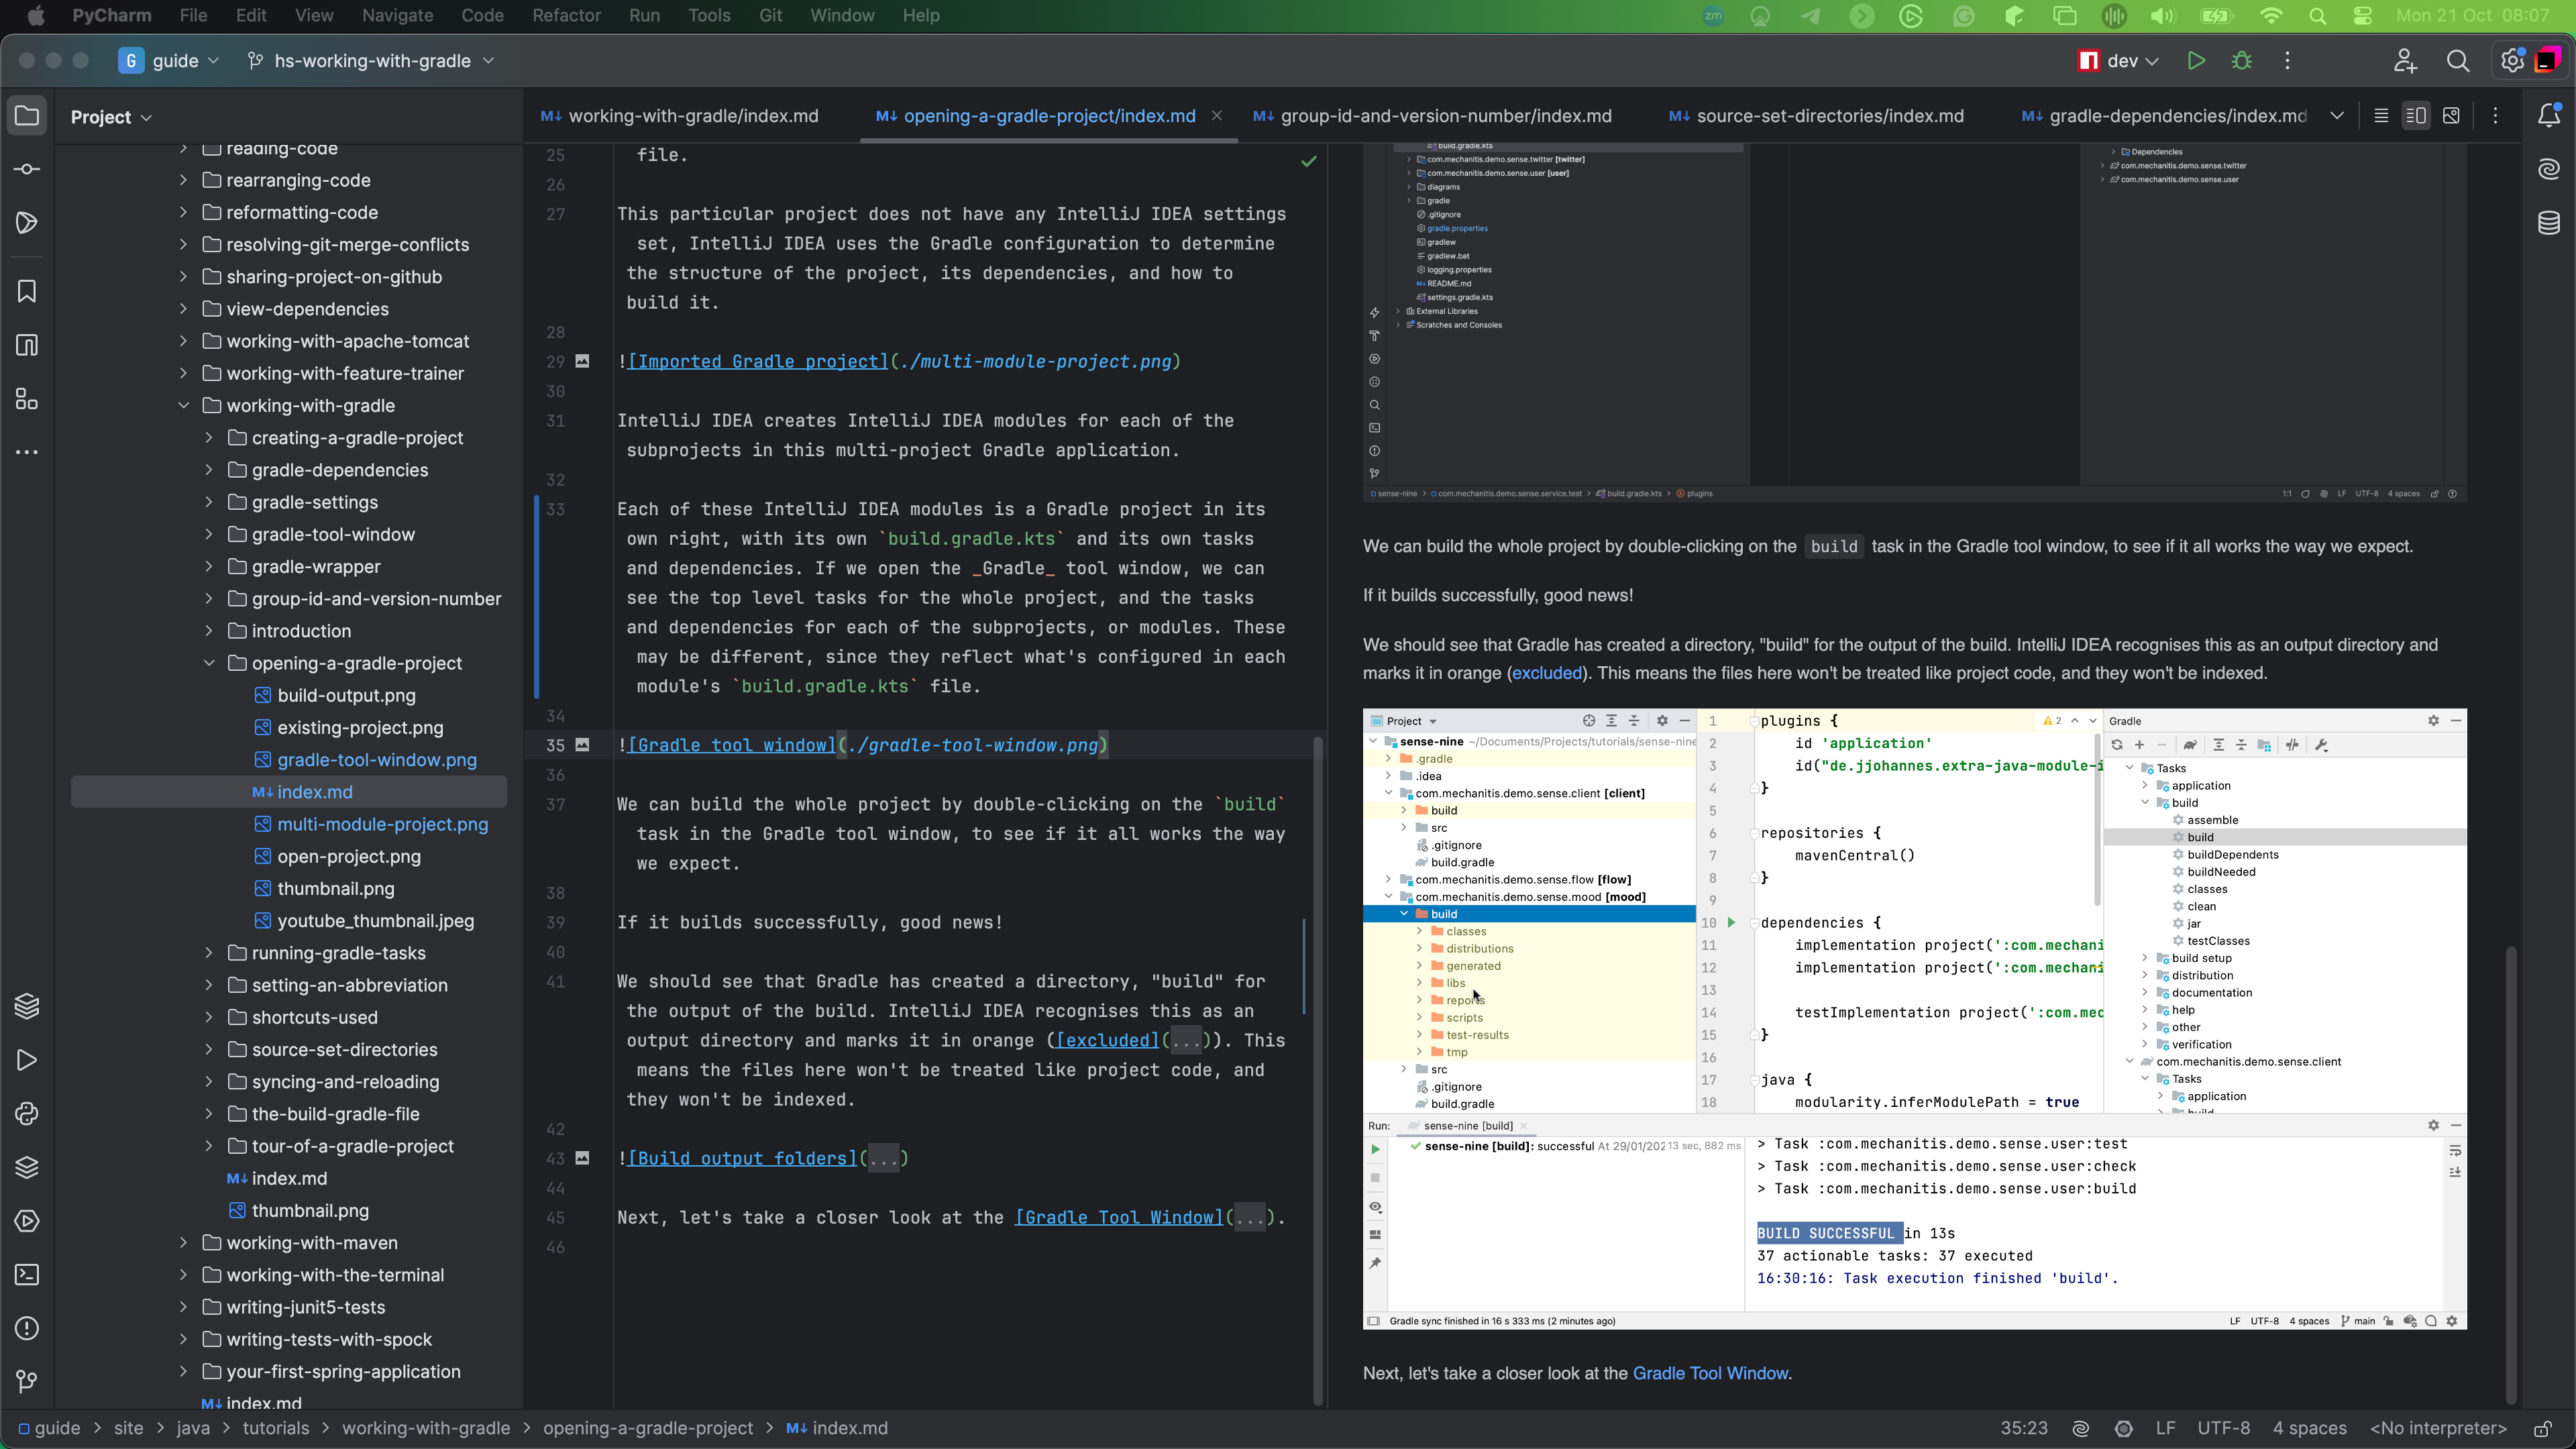 PyCharm File Edit View Navigate Code Refactor Run Tools Git Window Help
zm Mon 21 Oct 08:07
G guide hs-working-with-gradle dev
Project
reading-code
rearranging-code
reformatting-code
resolving-git-merge-conflicts
sharing-project-on-github
view-dependencies
working-with-apache-tomcat
working-with-feature-trainer
working-with-gradle
creating-a-gradle-project
gradle-dependencies
gradle-settings
gradle-tool-window
gradle-wrapper
group-id-and-version-number
introduction
opening-a-gradle-project
build-output.png
existing-project.png
gradle-tool-window.png
M↓ index.md
multi-module-project.png
open-project.png
thumbnail.png
youtube_thumbnail.jpeg
running-gradle-tasks
setting-an-abbreviation
shortcuts-used
source-set-directories
syncing-and-reloading
the-build-gradle-file
tour-of-a-gradle-project
M↓ index.md
thumbnail.png
working-with-maven
working-with-the-terminal
writing-junit5-tests
writing-tests-with-spock
your-first-spring-application
M↓ index.md
M↓ working-with-gradle/index.md M↓ opening-a-gradle-project/index.md M↓ group-id-and-version-number/index.md M↓ source-set-directories/index.md M↓ gradle-dependencies/index.md
25 file.
26
27 This particular project does not have any IntelliJ IDEA settings
set, IntelliJ IDEA uses the Gradle configuration to determine
the structure of the project, its dependencies, and how to
build it.
28
29 ![Imported Gradle project](./multi-module-project.png)
30
31 IntelliJ IDEA creates IntelliJ IDEA modules for each of the
subprojects in this multi-project Gradle application.
32
33 Each of these IntelliJ IDEA modules is a Gradle project in its
own right, with its own `build.gradle.kts` and its own tasks
and dependencies. If we open the _Gradle_ tool window, we can
see the top level tasks for the whole project, and the tasks
and dependencies for each of the subprojects, or modules. These
may be different, since they reflect what's configured in each
module's `build.gradle.kts` file.
34
35 ![Gradle tool window](./gradle-tool-window.png)
36
37 We can build the whole project by double-clicking on the `build`
task in the Gradle tool window, to see if it all works the way
we expect.
38
39 If it builds successfully, good news!
40
41 We should see that Gradle has created a directory, "build" for
the output of the build. IntelliJ IDEA recognises this as an
output directory and marks it in orange ([excluded](...)). This
means the files here won't be treated like project code, and
they won't be indexed.
42
43 ![Build output folders](...)
44
45 Next, let's take a closer look at the [Gradle Tool Window](...).
46
build.gradle.kts
com.mechanitis.demo.sense.twitter [twitter]
com.mechanitis.demo.sense.user [user]
diagrams
gradle
.gitignore
gradle.properties
gradlew
gradlew.bat
logging.properties
M↓ README.md
settings.gradle.kts
External Libraries
Scratches and Consoles
Dependencies
com.mechanitis.demo.sense.twitter
com.mechanitis.demo.sense.user
sense-nine > com.mechanitis.demo.sense.service.test > build.gradle.kts > plugins 1:1 LF UTF-8 4 spaces
We can build the whole project by double-clicking on the build task in the Gradle tool window, to see if it all works the way we expect.
If it builds successfully, good news!
We should see that Gradle has created a directory, "build" for the output of the build. IntelliJ IDEA recognises this as an output directory and
marks it in orange (excluded). This means the files here won't be treated like project code, and they won't be indexed.
Project
sense-nine ~/Documents/Projects/tutorials/sense-nine
.gradle
.idea
com.mechanitis.demo.sense.client [client]
build
src
.gitignore
build.gradle
com.mechanitis.demo.sense.flow [flow]
com.mechanitis.demo.sense.mood [mood]
build
classes
distributions
generated
libs
reports
scripts
test-results
tmp
src
.gitignore
build.gradle
1 plugins { 2
2 id 'application'
3 id("de.jjohannes.extra-java-module-i
4 }
5
6 repositories {
7 mavenCentral()
8 }
9
10 dependencies {
11 implementation project(':com.mechani
12 implementation project(':com.mechani
13
14 testImplementation project(':com.mec
15 }
16
17 java {
18 modularity.inferModulePath = true
Gradle
Tasks
application
build
assemble
build
buildDependents
buildNeeded
classes
clean
jar
testClasses
build setup
distribution
documentation
help
other
verification
com.mechanitis.demo.sense.client
Tasks
application
build
Run: sense-nine [build]
sense-nine [build]: successful At 29/01/202 13 sec, 882 ms
> Task :com.mechanitis.demo.sense.user:test
> Task :com.mechanitis.demo.sense.user:check
> Task :com.mechanitis.demo.sense.user:build
BUILD SUCCESSFUL in 13s
37 actionable tasks: 37 executed
16:30:16: Task execution finished 'build'.
Gradle sync finished in 16 s 333 ms (2 minutes ago) LF UTF-8 4 spaces main
Next, let's take a closer look at the Gradle Tool Window.
guide > site > java > tutorials > working-with-gradle > opening-a-gradle-project > M↓ index.md 35:23 LF UTF-8 4 spaces <No interpreter>